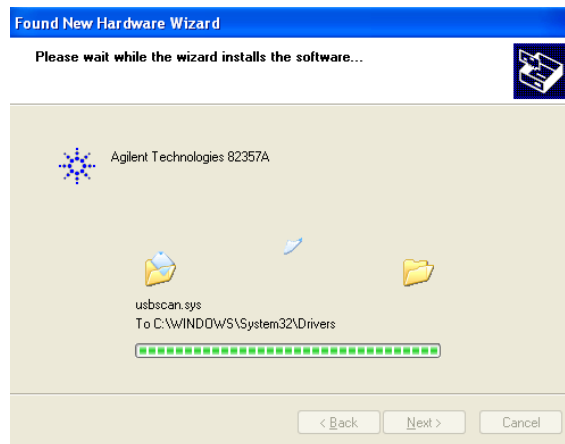 Found New Hardware Wizard
Please wait while the wizard installs the software...
Agilent Technologies 82357A
usbscan.sys
To C:\WINDOWS\System32\Drivers
< Back Next > Cancel